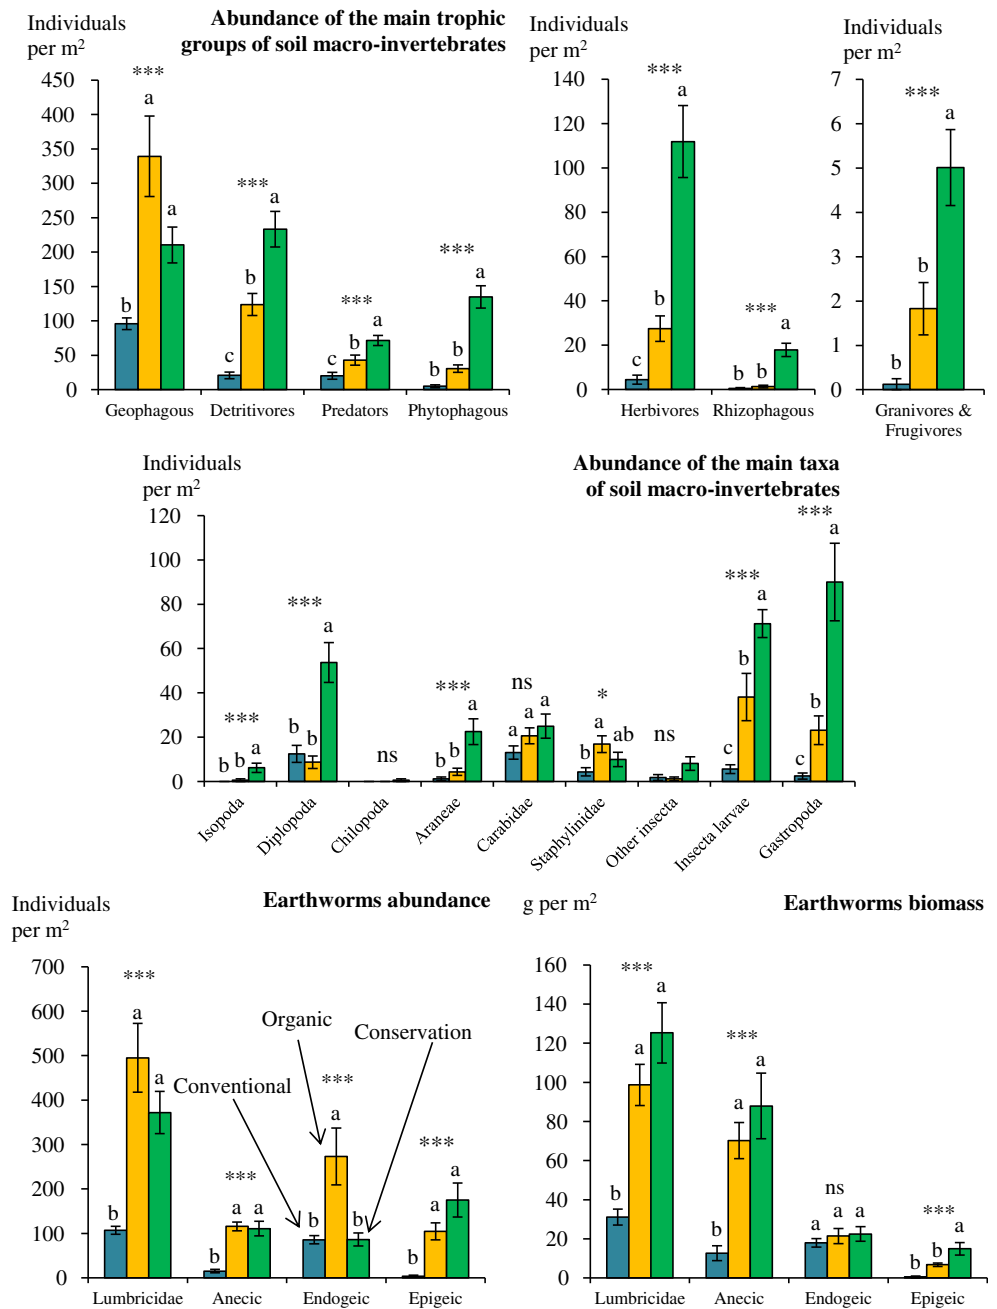 Individuals
per m2
Abundance of the main trophic
groups of soil macro-invertebrates
450
400
350
300
250
200
150
100
50
0
***
a
b
a
***
c
b
a
***
c
b
a
***
b
b
a
Geophagous Detritivores Predators Phytophagous
Individuals
per m2
140
120
100
80
60
40
20
0
***
c
b
a
***
b
b
a
Herbivores Rhizophagous
Individuals
per m2
7
6
5
4
3
2
1
0
***
b
b
a
Granivores &
Frugivores
Individuals
per m2
Abundance of the main taxa
of soil macro-invertebrates
120
100
80
60
40
20
0
***
b b a
***
b b a
ns
***
b b a
ns
a a a
*
b a ab
ns
***
c b a
***
c b a
Isopoda
Diplopoda
Chilopoda
Araneae
Carabidae
Staphylinidae
Other insecta
Insecta larvae
Gastropoda
Individuals
per m2
Earthworms abundance
700
600
500
400
300
200
100
0
***
b a a
***
b a a
***
b a b
***
b a a
Organic
Conservation
Conventional
Lumbricidae Anecic Endogeic Epigeic
g per m2
Earthworms biomass
160
140
120
100
80
60
40
20
0
***
b a a
***
b a a
ns
a a a
***
b b a
Lumbricidae Anecic Endogeic Epigeic